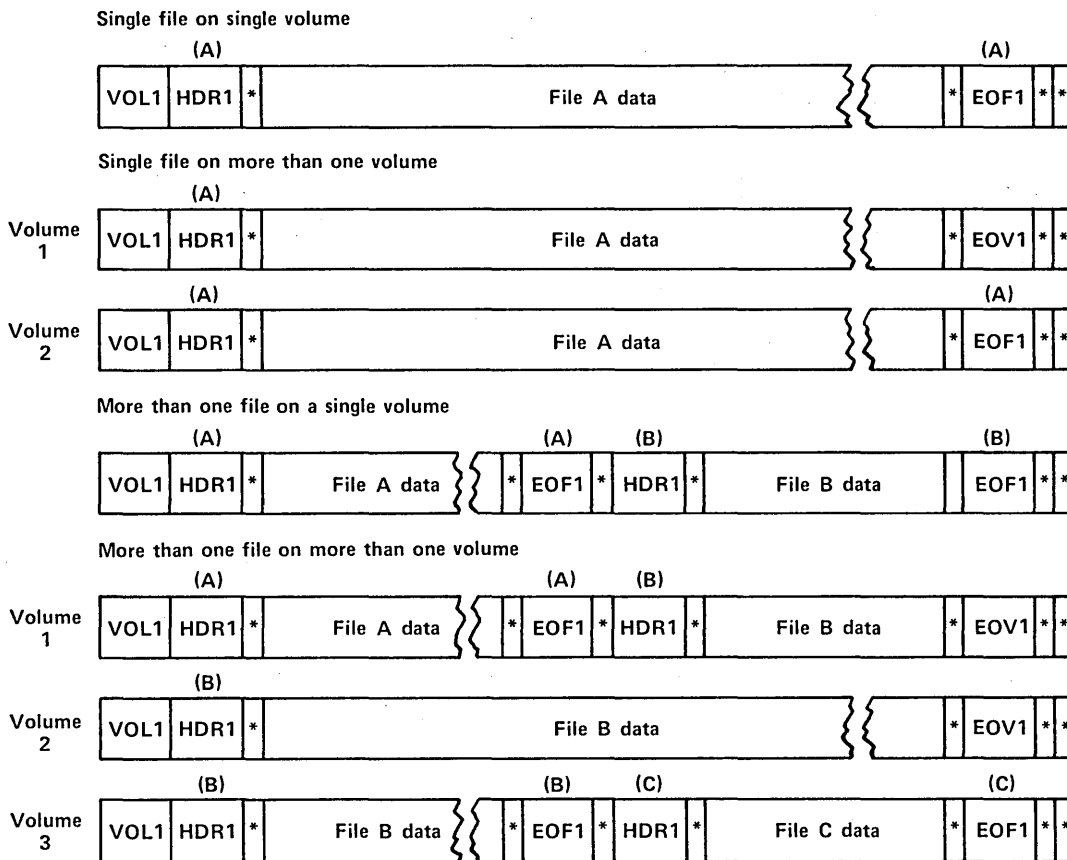 Single file on single volume
(A) (A)
VOL1 HDR1 * File A data * EOF1 * *
Single file on more than one volume
(A)
Volume 1 VOL1 HDR1 * File A data * EOV1 * *
(A) (A)
Volume 2 VOL1 HDR1 * File A data * EOF1 * *
More than one file on a single volume
(A) (A) (B) (B)
VOL1 HDR1 * File A data * EOF1 * HDR1 * File B data EOF1 * *
More than one file on more than one volume
(A) (A) (B)
Volume 1 VOL1 HDR1 * File A data * EOF1 * HDR1 * File B data * EOV1 * *
(B)
Volume 2 VOL1 HDR1 * File B data * EOV1 * *
(B) (B) (C) (C)
Volume 3 VOL1 HDR1 * File B data * EOF1 * HDR1 * File C data * EOF1 * *